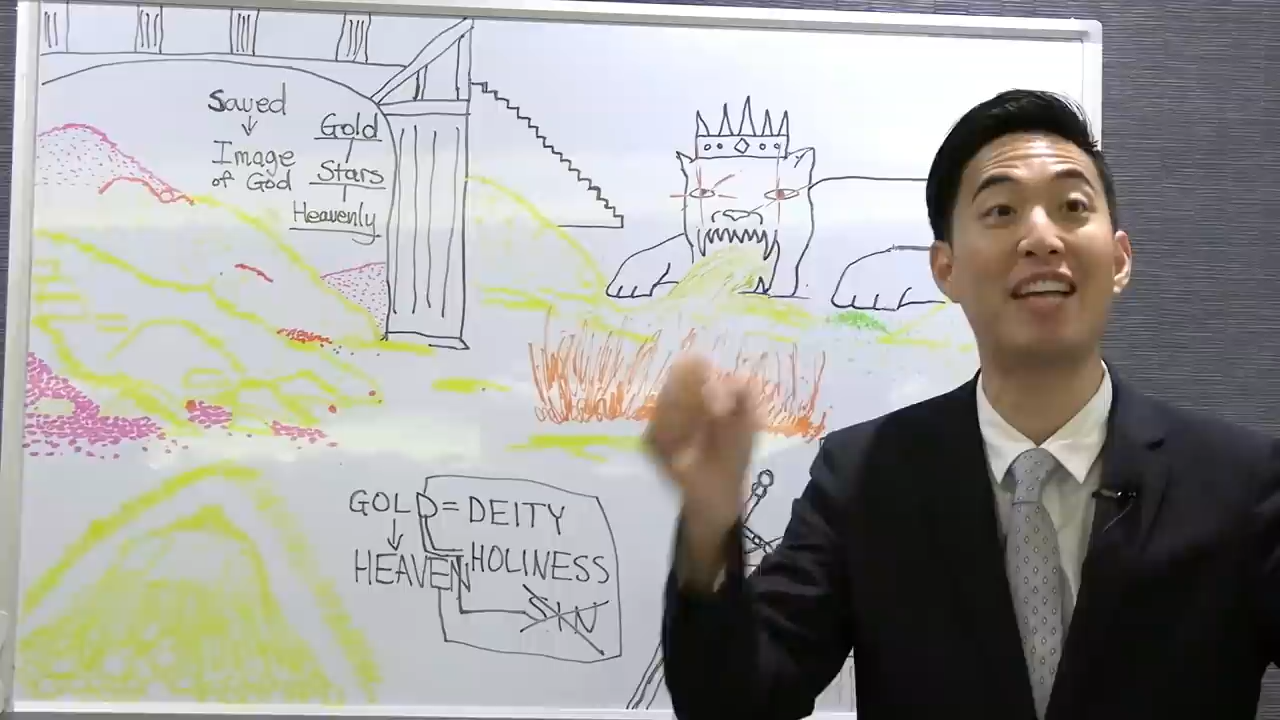 Saved
Image
of God
Gold
Stars
Heavenly
GOLD = DEITY
HEAVEN HOLINESS
SIN